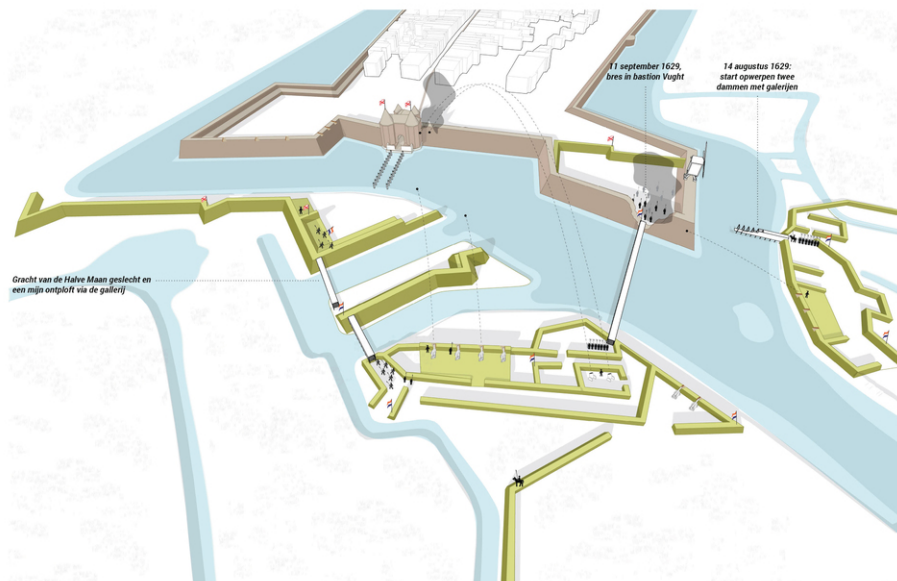 11 september 1629,
bres in bastion Vught
14 augustus 1629:
start opwerpen twee
dammen met galerijen
Gracht van de Halve Maan geslecht en
een mijn ontploft via de gallerij